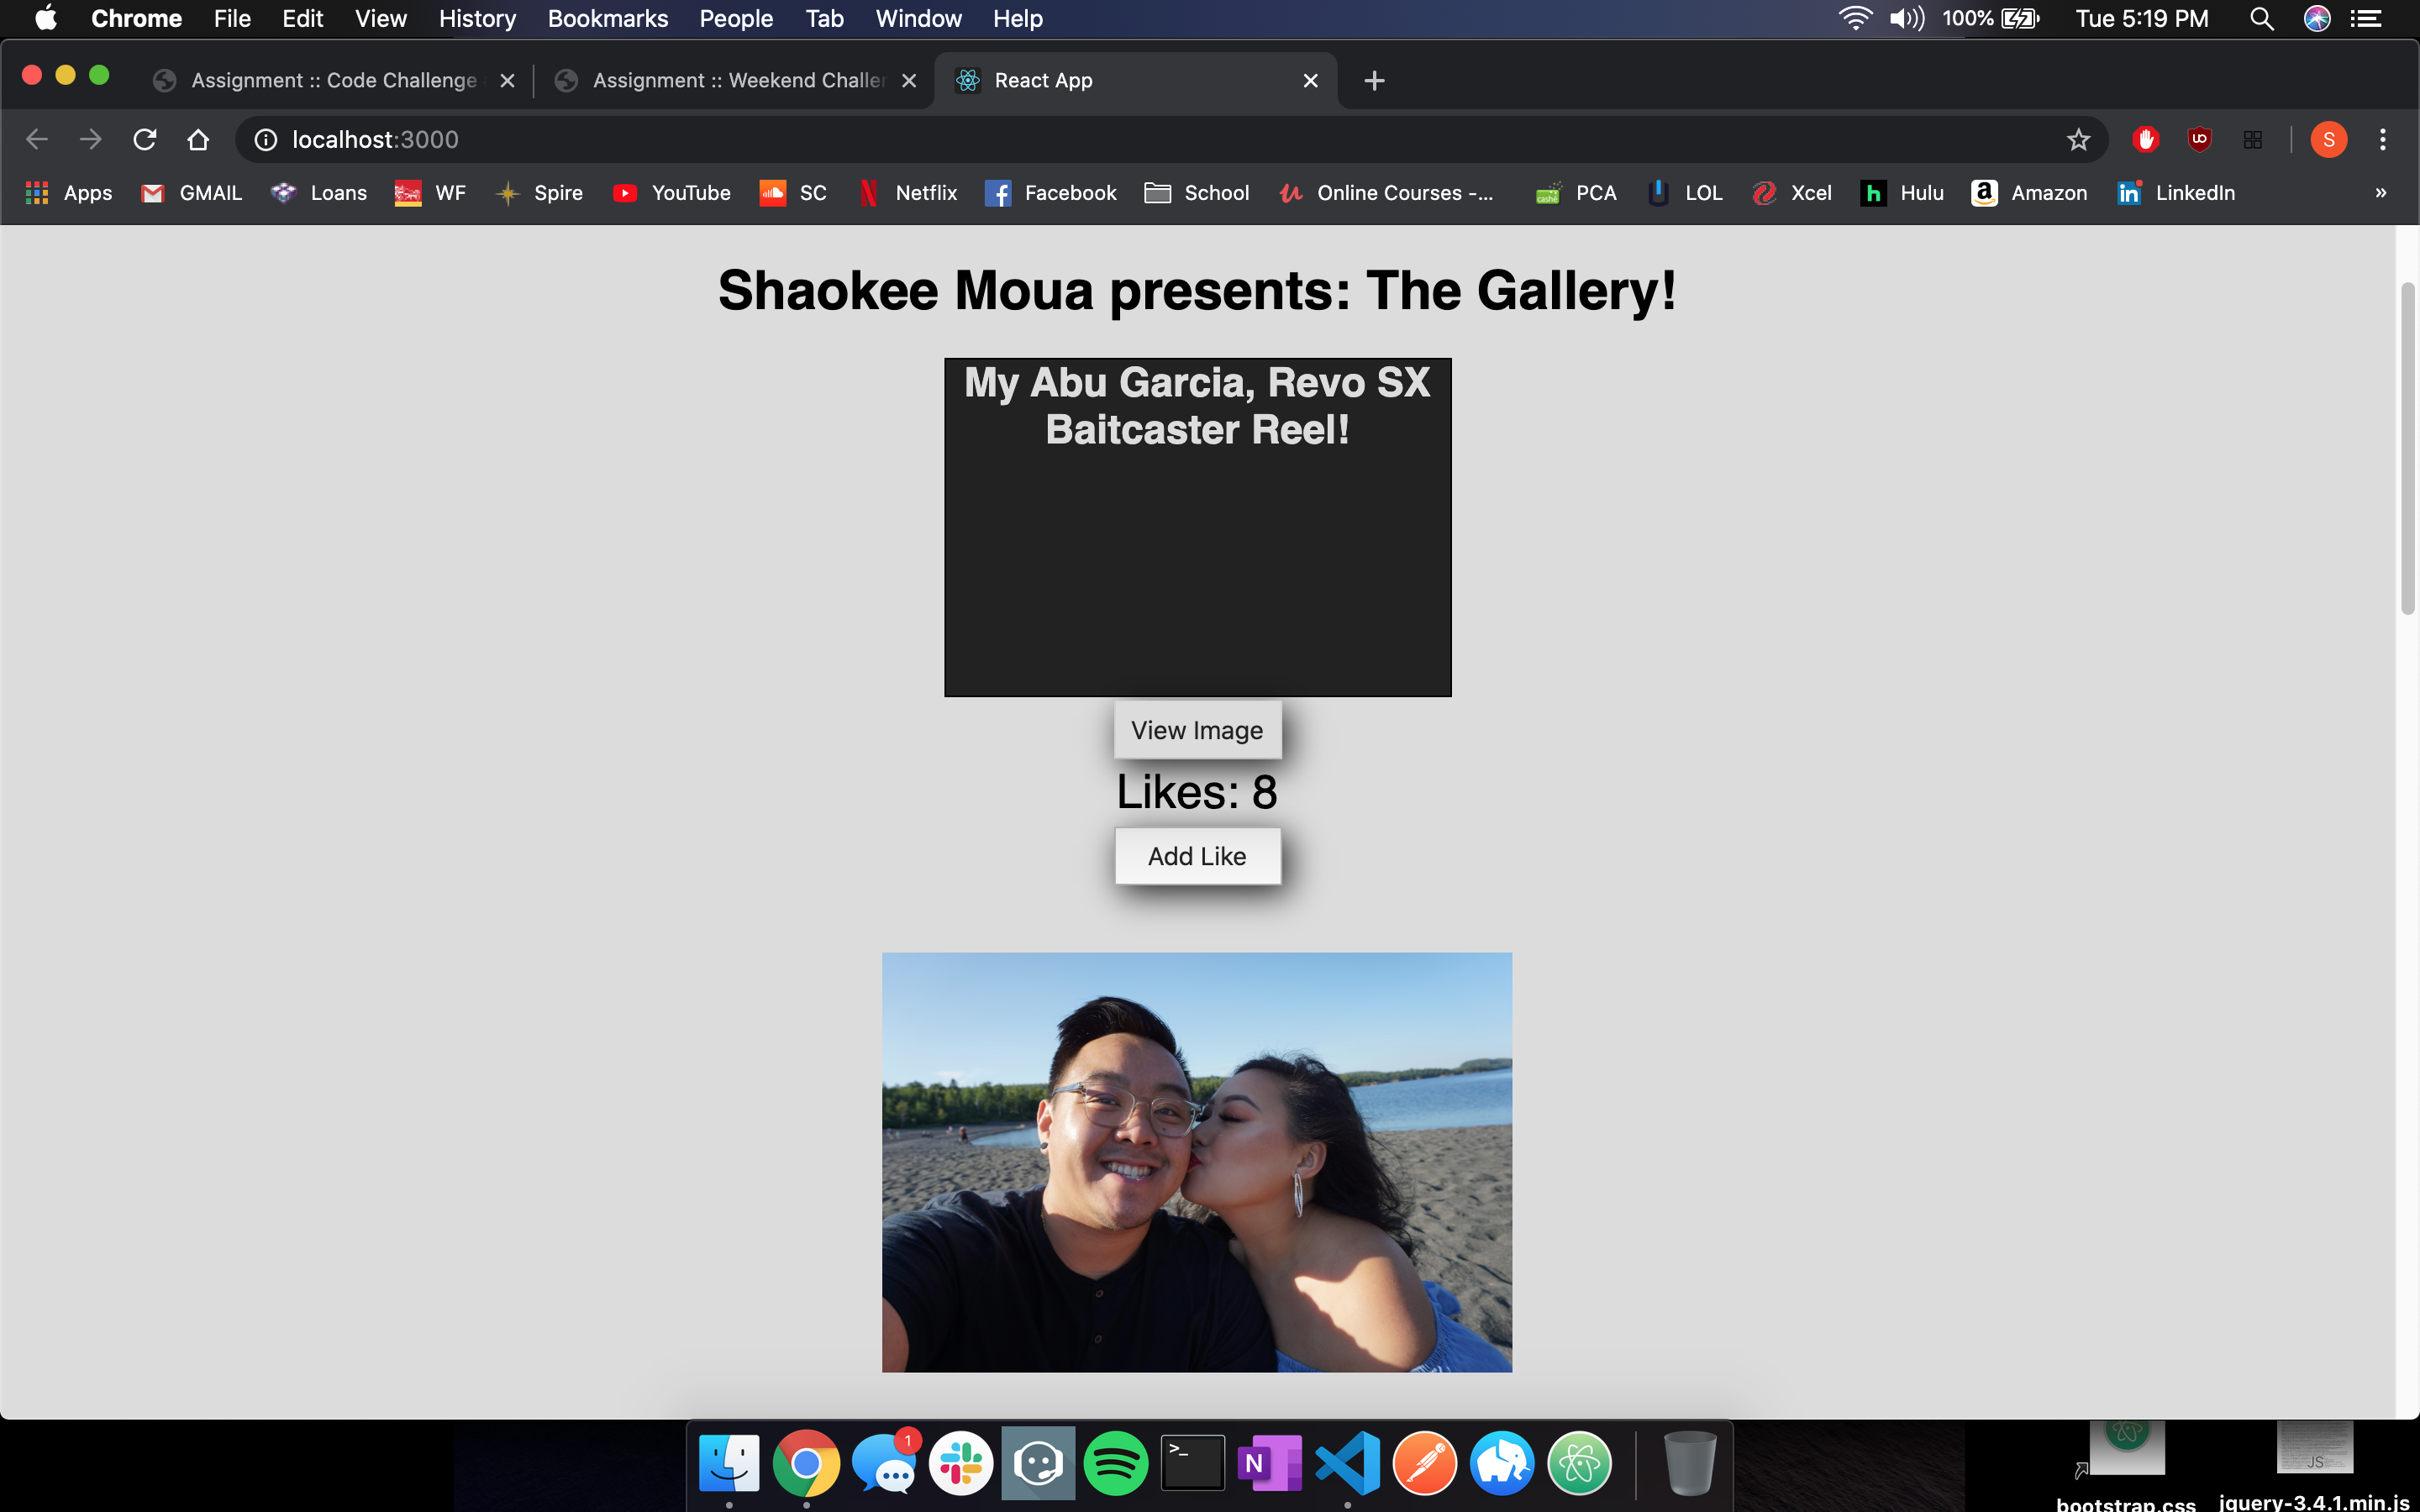 Chrome File Edit View History Bookmarks People Tab Window Help 100% Tue 5:19 PM
Assignment :: Code Challenge Assignment :: Weekend Challen React App
localhost:3000 S
Apps GMAIL Loans WF Spire YouTube SC Netflix Facebook School Online Courses -... PCA LOL Xcel Hulu Amazon LinkedIn »
Shaokee Moua presents: The Gallery!
My Abu Garcia, Revo SX
Baitcaster Reel!
View Image
Likes: 8
Add Like
1
N
JS
bootstrap.css jquery-3.4.1.min.js